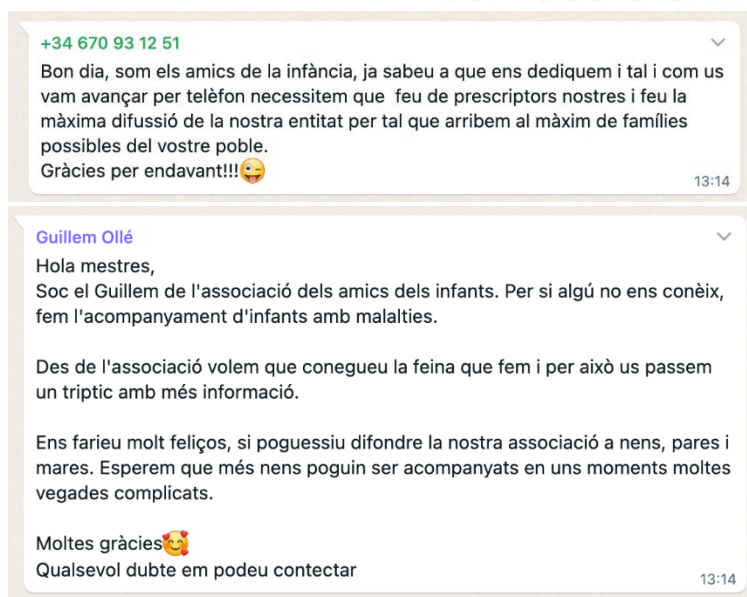 +34 670 93 12 51
Bon dia, som els amics de la infància, ja sabeu a que ens dediquem i tal i com us
vam avançar per telèfon necessitem que  feu de prescriptors nostres i feu la
màxima difussió de la nostra entitat per tal que arribem al màxim de famílies
possibles del vostre poble.
Gràcies per endavant!!!😜
13:14
Guillem Ollé
Hola mestres,
Soc el Guillem de l'associació dels amics dels infants. Per si algú no ens conèix,
fem l'acompanyament d'infants amb malalties.
Des de l'associació volem que conegueu la feina que fem i per això us passem
un triptic amb més informació.
Ens farieu molt feliços, si poguessiu difondre la nostra associació a nens, pares i
mares. Esperem que més nens poguin ser acompanyats en uns moments moltes
vegades complicats.
Moltes gràcies🥰
Qualsevol dubte em podeu contectar
13:14